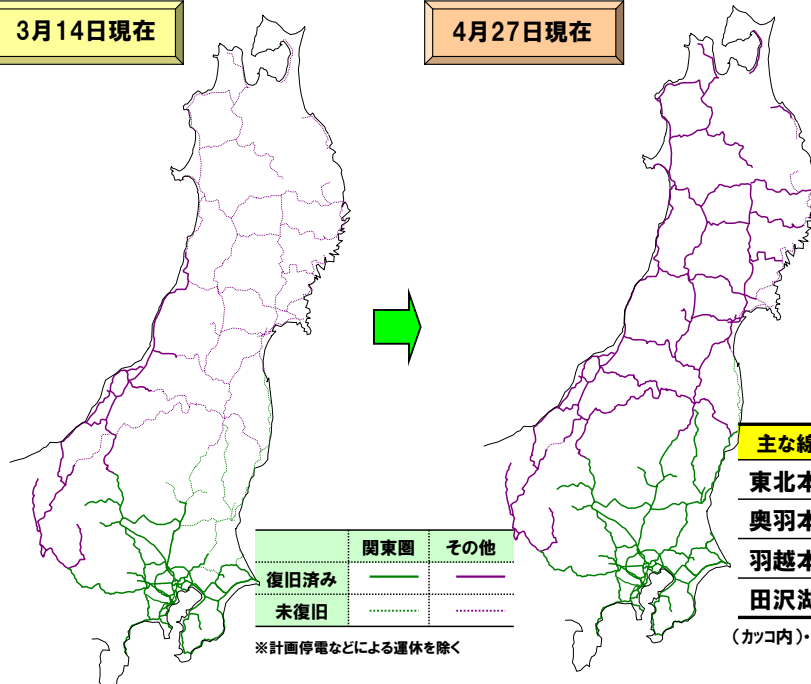 3月14日現在
4月27日現在
関東圏 その他
復旧済み
未復旧
※計画停電などによる運休を除く
主な線
東北本
奥羽本
羽越本
田沢湖
(カッコ内)・